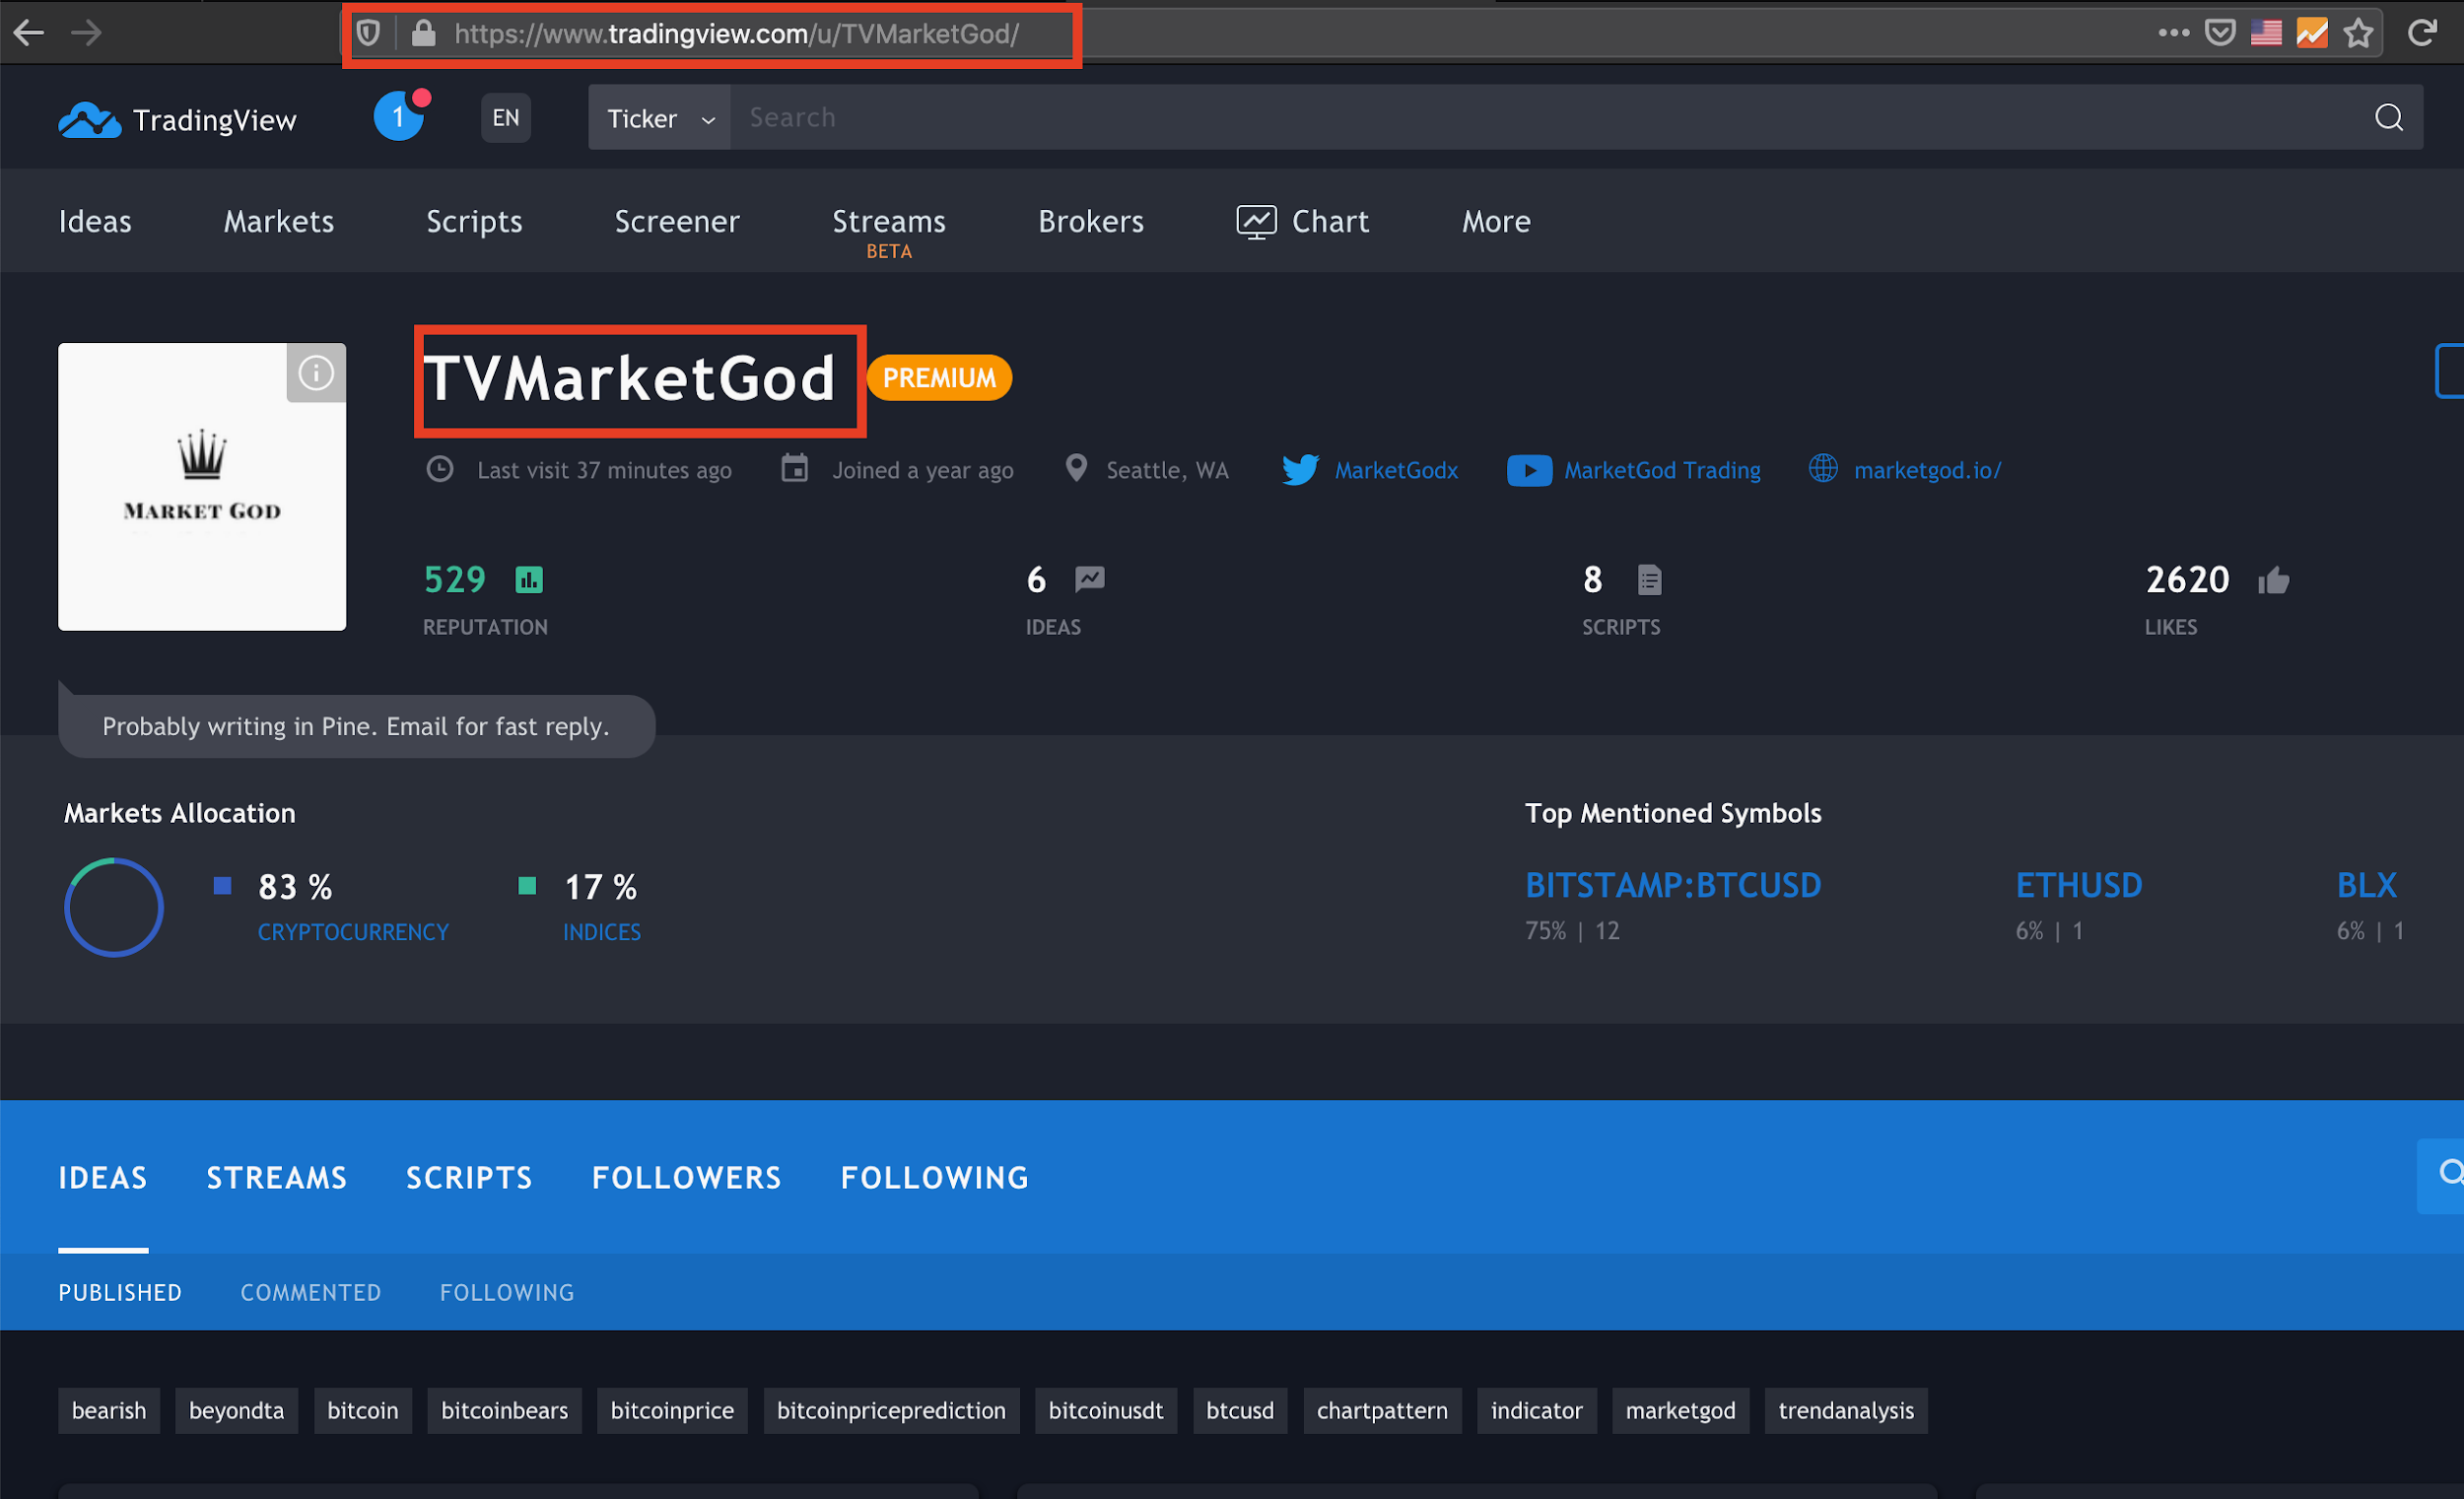 https://www.tradingview.com/u/TVMarketGod/
TradingView
1
EN
Ticker
Search
Ideas
Markets
Scripts
Screener
Streams
BETA
Brokers
Chart
More
MARKET GOD
TVMarketGod
PREMIUM
Last visit 37 minutes ago
Joined a year ago
Seattle, WA
MarketGodx
MarketGod Trading
marketgod.io/
529
REPUTATION
6
IDEAS
8
SCRIPTS
2620
LIKES
Probably writing in Pine. Email for fast reply.
Markets Allocation
83 %
CRYPTOCURRENCY
17 %
INDICES
Top Mentioned Symbols
BITSTAMP:BTCUSD
75% | 12
ETHUSD
6% | 1
BLX
6% | 1
IDEAS
STREAMS
SCRIPTS
FOLLOWERS
FOLLOWING
PUBLISHED
COMMENTED
FOLLOWING
bearish
beyondta
bitcoin
bitcoinbears
bitcoinprice
bitcoinpriceprediction
bitcoinusdt
btcusd
chartpattern
indicator
marketgod
trendanalysis